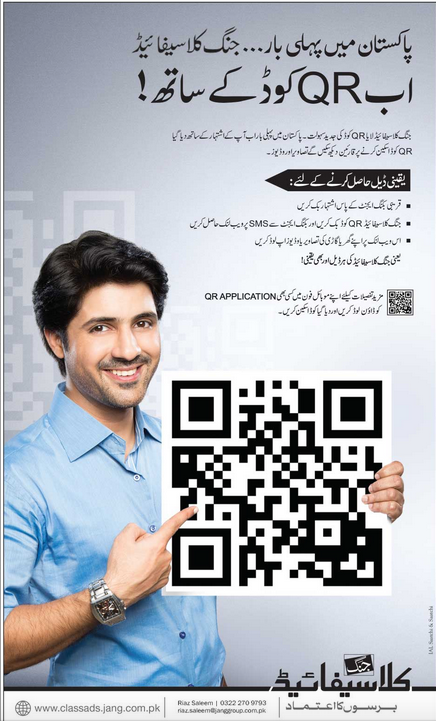 پاکستان میں پہلی بار... جنگ کلاسیفائیڈ
اب QR کوڈ کے ساتھ!
جنگ کلاسیفائیڈ لایا QR کوڈ کی جدید سہولت۔ پاکستان میں پہلی بار اب آپ کے اشتہار کے ساتھ دیا گیا
QR کوڈ اسکین کرنے پر قارئین دیکھ سکیں گے تصاویر اور وڈیوز۔
یقینی ڈیل حاصل کرنے کے لئے:
■ قریبی بکنگ ایجنٹ کے پاس اشتہار بک کریں
■ جنگ کلاسیفائیڈ QR کوڈ بک کریں اور بکنگ ایجنٹ سے SMS پر ویب لنک حاصل کریں
■ اس ویب لنک پر اپنے گھر یا گاڑی کی تصاویر یا وڈیوز اپ لوڈ کریں
یعنی جنگ کلاسیفائیڈ کی ہر ڈیل اور بھی یقینی!
مزید تفصیلات کیلئے اپنے موبائل فون میں کسی بھی QR APPLICATION
کو ڈاؤن لوڈ کریں اور دیا گیا کوڈ اسکین کریں۔
IAL Saatchi & Saatchi
جنگ
کلاسیفائیڈ
برسوں کا اعتماد
Riaz Saleem | 0322 270 9793
riaz.saleem@janggroup.com.pk
www.classads.jang.com.pk